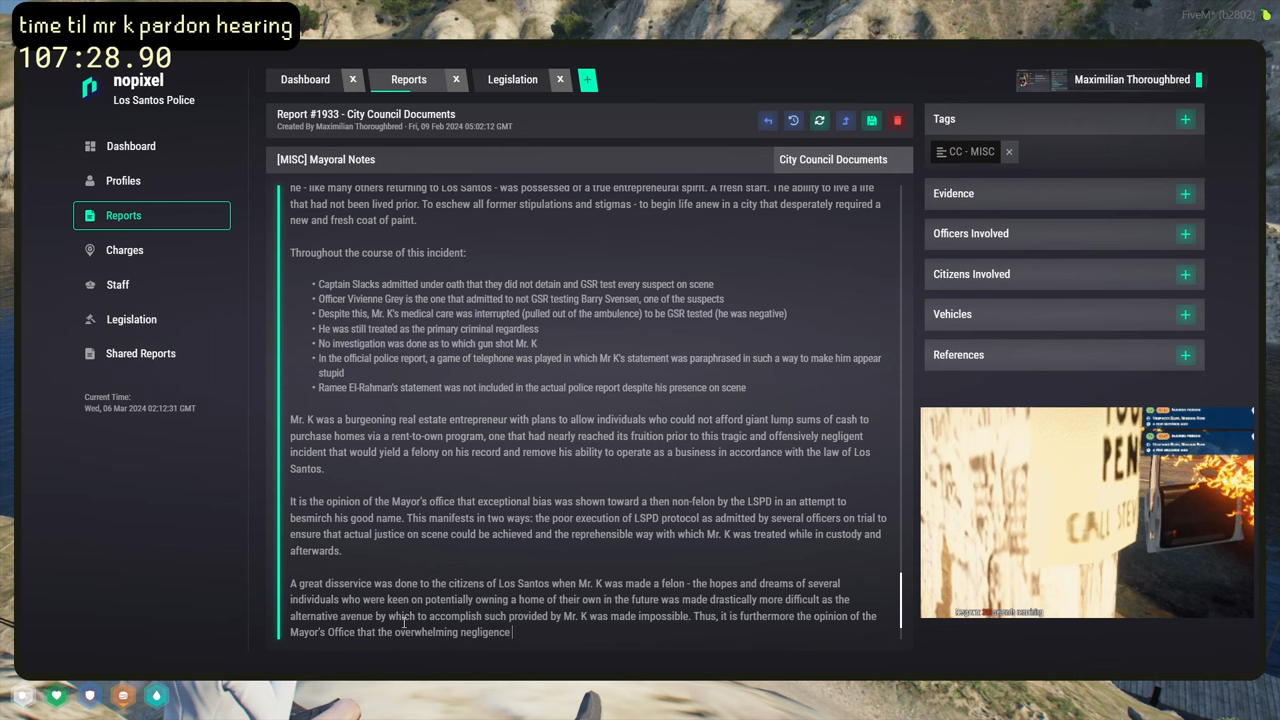 time til mr k pardon hearing
107:28.90
FiveM® (b2802)
nopixel
Los Santos Police
Dashboard
Profiles
Reports
Charges
Staff
Legislation
Shared Reports
Current Time:
Wed, 06 Mar 2024 02:12:31 GMT
Dashboard x Reports x Legislation x +
Maximilian Thoroughbred
Report #1933 - City Council Documents
Created By Maximilian Thoroughbred · Fri, 09 Feb 2024 05:02:12 GMT
[MISC] Mayoral Notes
City Council Documents
he - like many others returning to Los Santos - was possessed of a true entrepreneurial spirit. A fresh start. The ability to live a life
that had not been lived prior. To eschew all former stipulations and stigmas - to begin life anew in a city that desperately required a
new and fresh coat of paint.
Throughout the course of this incident:
• Captain Slacks admitted under oath that they did not detain and GSR test every suspect on scene
• Officer Vivienne Grey is the one that admitted to not GSR testing Barry Svensen, one of the suspects
• Despite this, Mr. K's medical care was interrupted (pulled out of the ambulance) to be GSR tested (he was negative)
• He was still treated as the primary criminal regardless
• No investigation was done as to which gun shot Mr. K
• In the official police report, a game of telephone was played in which Mr K's statement was paraphrased in such a way to make him appear
stupid
• Ramee El-Rahman's statement was not included in the actual police report despite his presence on scene
Mr. K was a burgeoning real estate entrepeneur with plans to allow individuals who could not afford giant lump sums of cash to
purchase homes via a rent-to-own program, one that had nearly reached its fruition prior to this tragic and offensively negligent
incident that would yield a felony on his record and remove his ability to operate as a business in accordance with the law of Los
Santos.
It is the opinion of the Mayor's office that exceptional bias was shown toward a then non-felon by the LSPD in an attempt to
besmirch his good name. This manifests in two ways: the poor execution of LSPD protocol as admitted by several officers on trial to
ensure that actual justice on scene could be achieved and the reprehensible way with which Mr. K was treated while in custody and
afterwards.
A great disservice was done to the citizens of Los Santos when Mr. K was made a felon - the hopes and dreams of several
individuals who were keen on potentially owning a home of their own in the future was made drastically more difficult as the
alternative avenue by which to accomplish such provided by Mr. K was made impossible. Thus, it is furthermore the opinion of the
Mayor's Office that the overwhelming negligence
Tags
CC - MISC x
Evidence
Officers Involved
Citizens Involved
Vehicles
References
YOU
PEN
CALL STEV